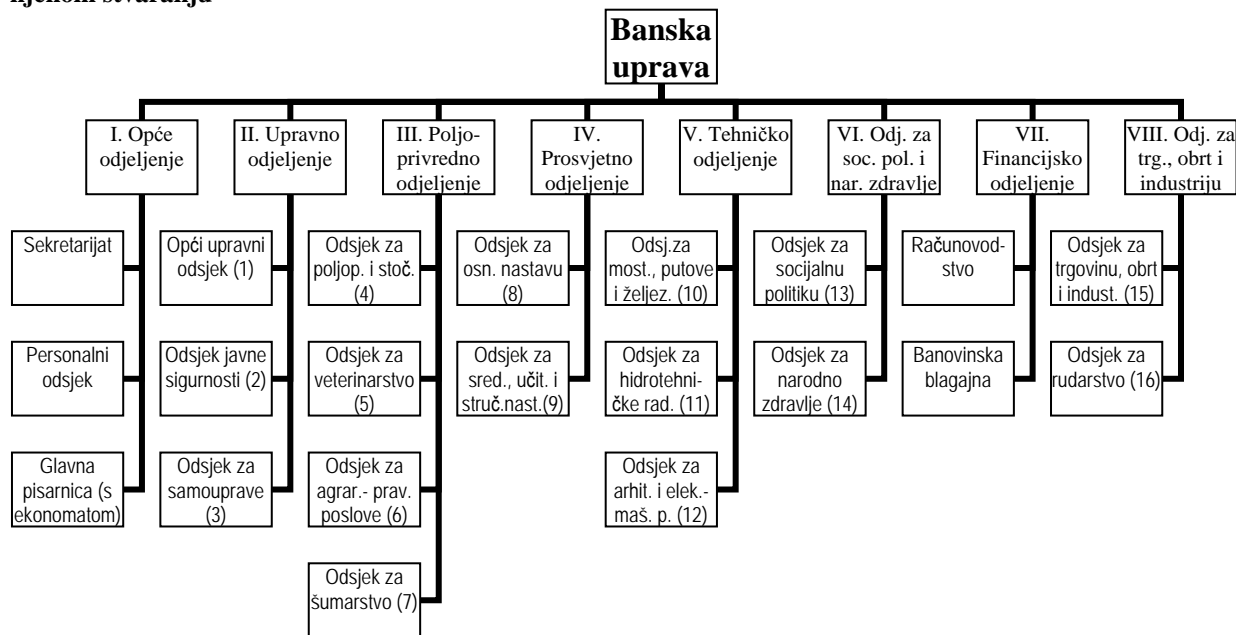 njenom stvaranju
Banska
uprava
I. Opće
odjeljenje
II. Upravno
odjeljenje
III. Poljo-
privredno
odjeljenje
IV.
Prosvjetno
odjeljenje
V. Tehničko
odjeljenje
VI. Odj. za
soc. pol. i
nar. zdravlje
VII.
Financijsko
odjeljenje
VIII. Odj. za
trg., obrt i
industriju
Sekretarijat
Opći upravni
odsjek (1)
Odsjek za
poljop. i stoč.
(4)
Odsjek za
osn. nastavu
(8)
Odsj.za
most., putove
i željez. (10)
Odsjek za
socijalnu
politiku (13)
Računovod-
stvo
Odsjek za
trgovinu, obrt
i indust. (15)
Personalni
odsjek
Odsjek javne
sigurnosti (2)
Odsjek za
veterinarstvo
(5)
Odsjek za
sred., učit. i
struč.nast.(9)
Odsjek za
hidrotehni-
čke rad. (11)
Odsjek za
narodno
zdravlje (14)
Banovinska
blagajna
Odsjek za
rudarstvo (16)
Glavna
pisarnica (s
ekonomatom)
Odsjek za
samouprave
(3)
Odsjek za
agrar.- prav.
poslove (6)
Odsjek za
arhit. i elek.-
maš. p. (12)
Odsjek za
šumarstvo (7)